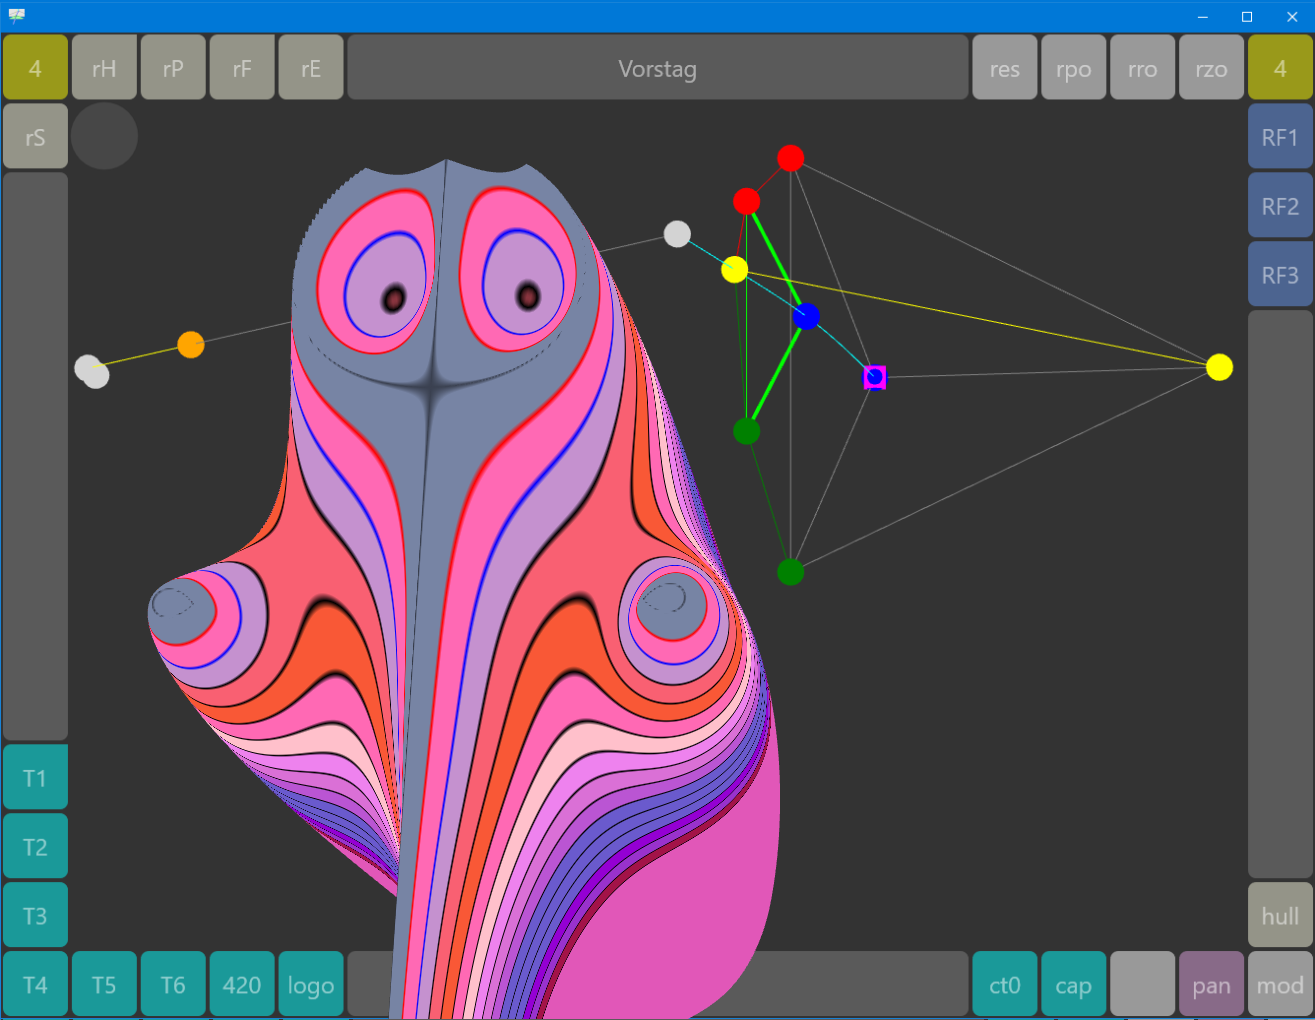 4 rH rP rF rE Vorstag res rpo rro rzo 4
rS RF1
RF2
RF3
T1
T2
T3 hull
T4 T5 T6 420 logo ct0 cap pan mod